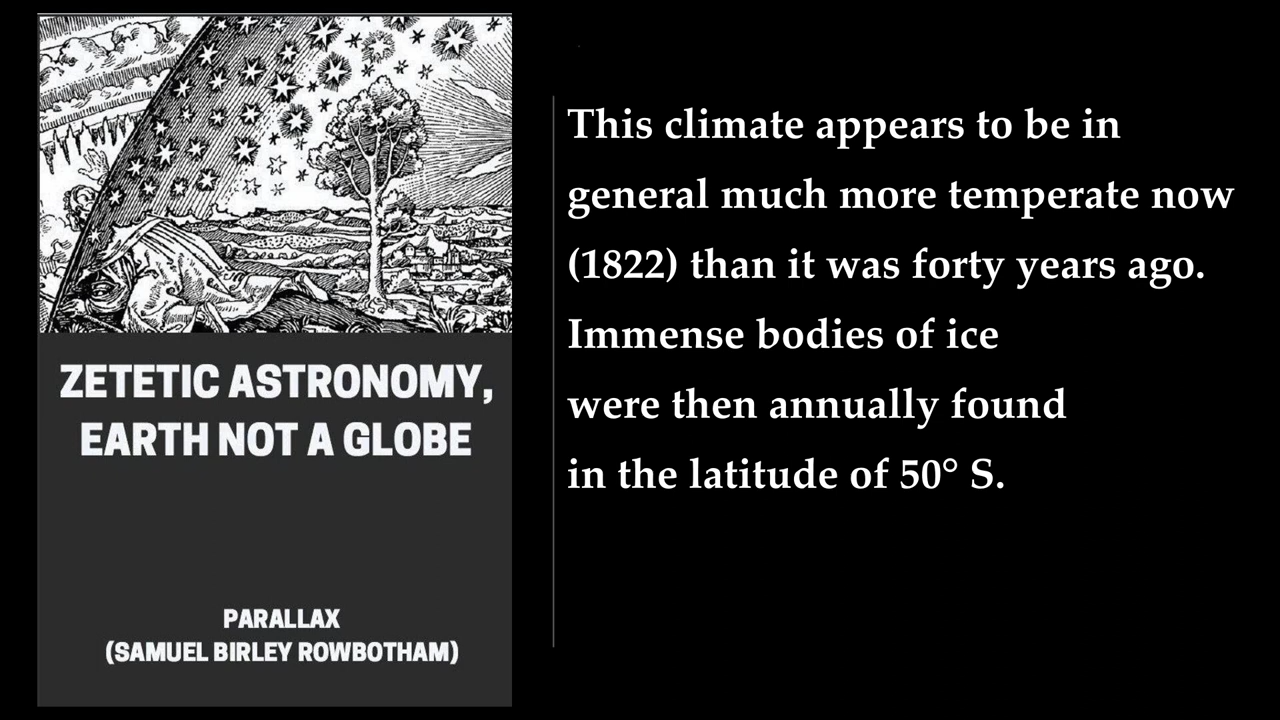 ZETETIC ASTRONOMY,
EARTH NOT A GLOBE
PARALLAX
(SAMUEL BIRLEY ROWBOTHAM)
This climate appears to be in
general much more temperate now
(1822) than it was forty years ago.
Immense bodies of ice
were then annually found
in the latitude of 50° S.